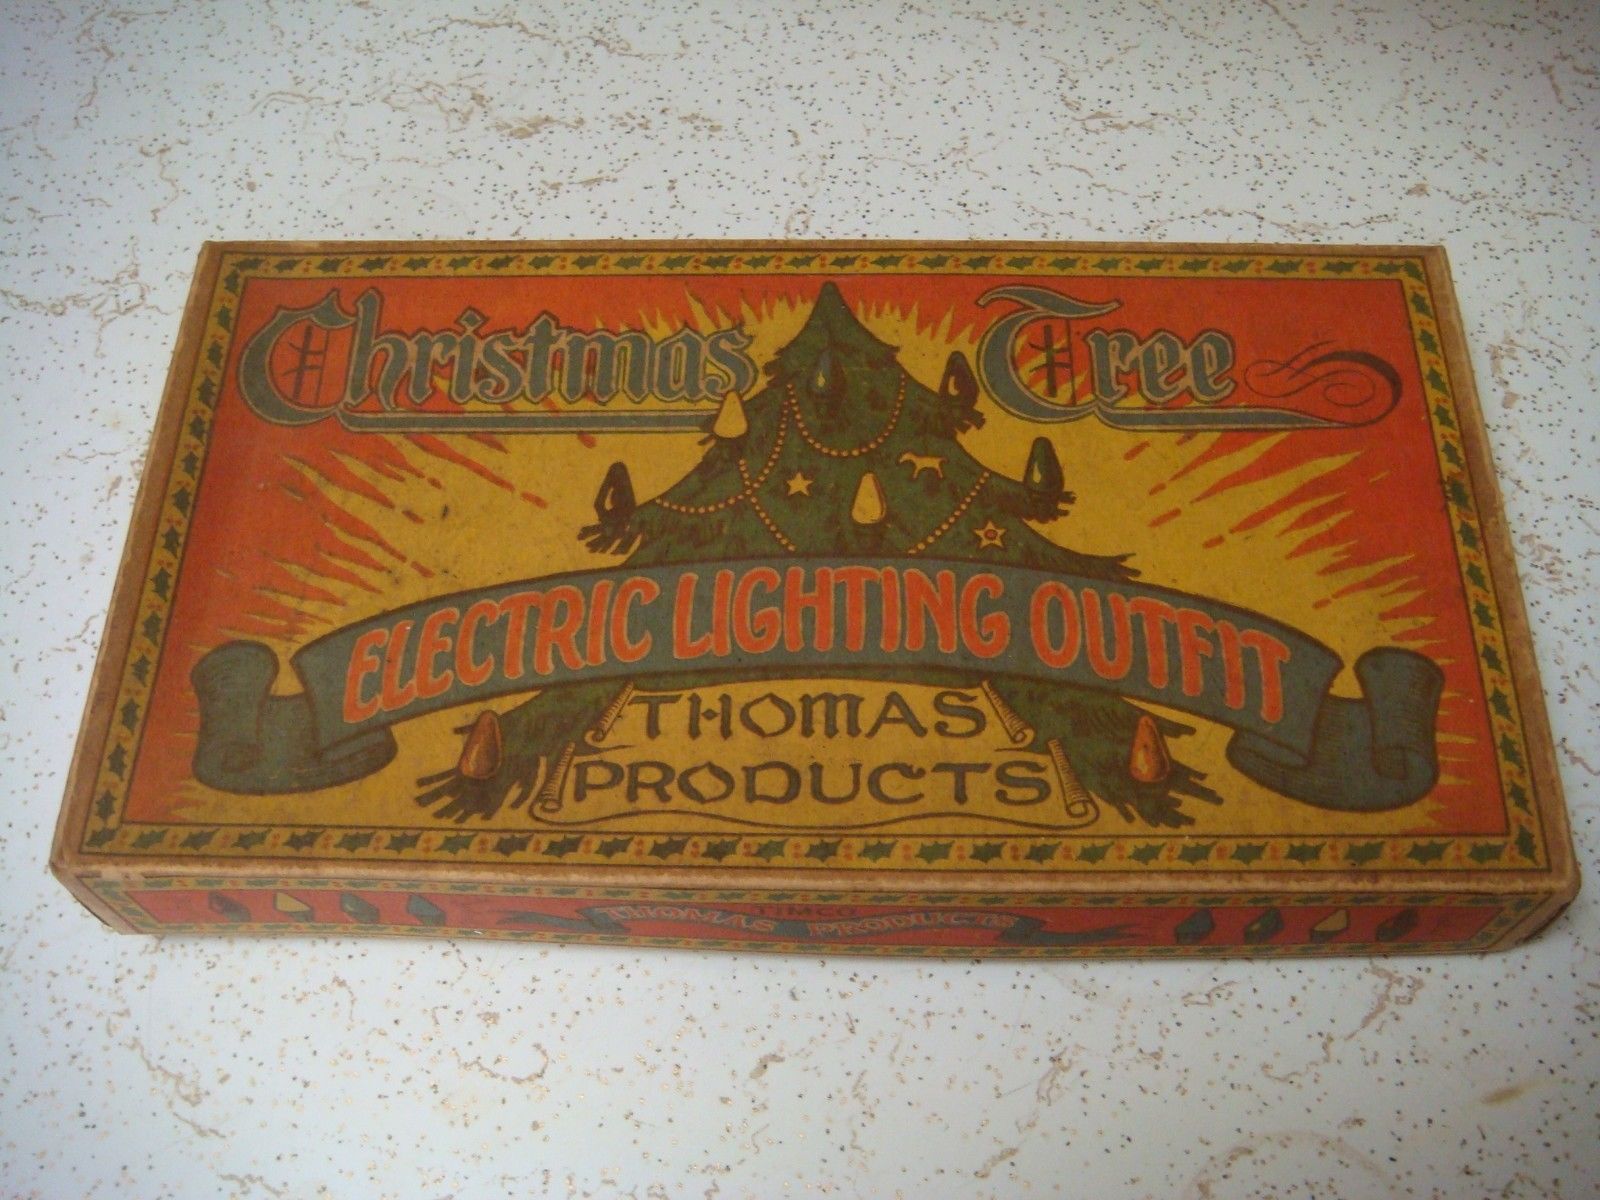 Christmas Tree
ELECTRIC LIGHTING OUTFIT
THOMAS
PRODUCTS
TIMCO
THOMAS PRODUCTS